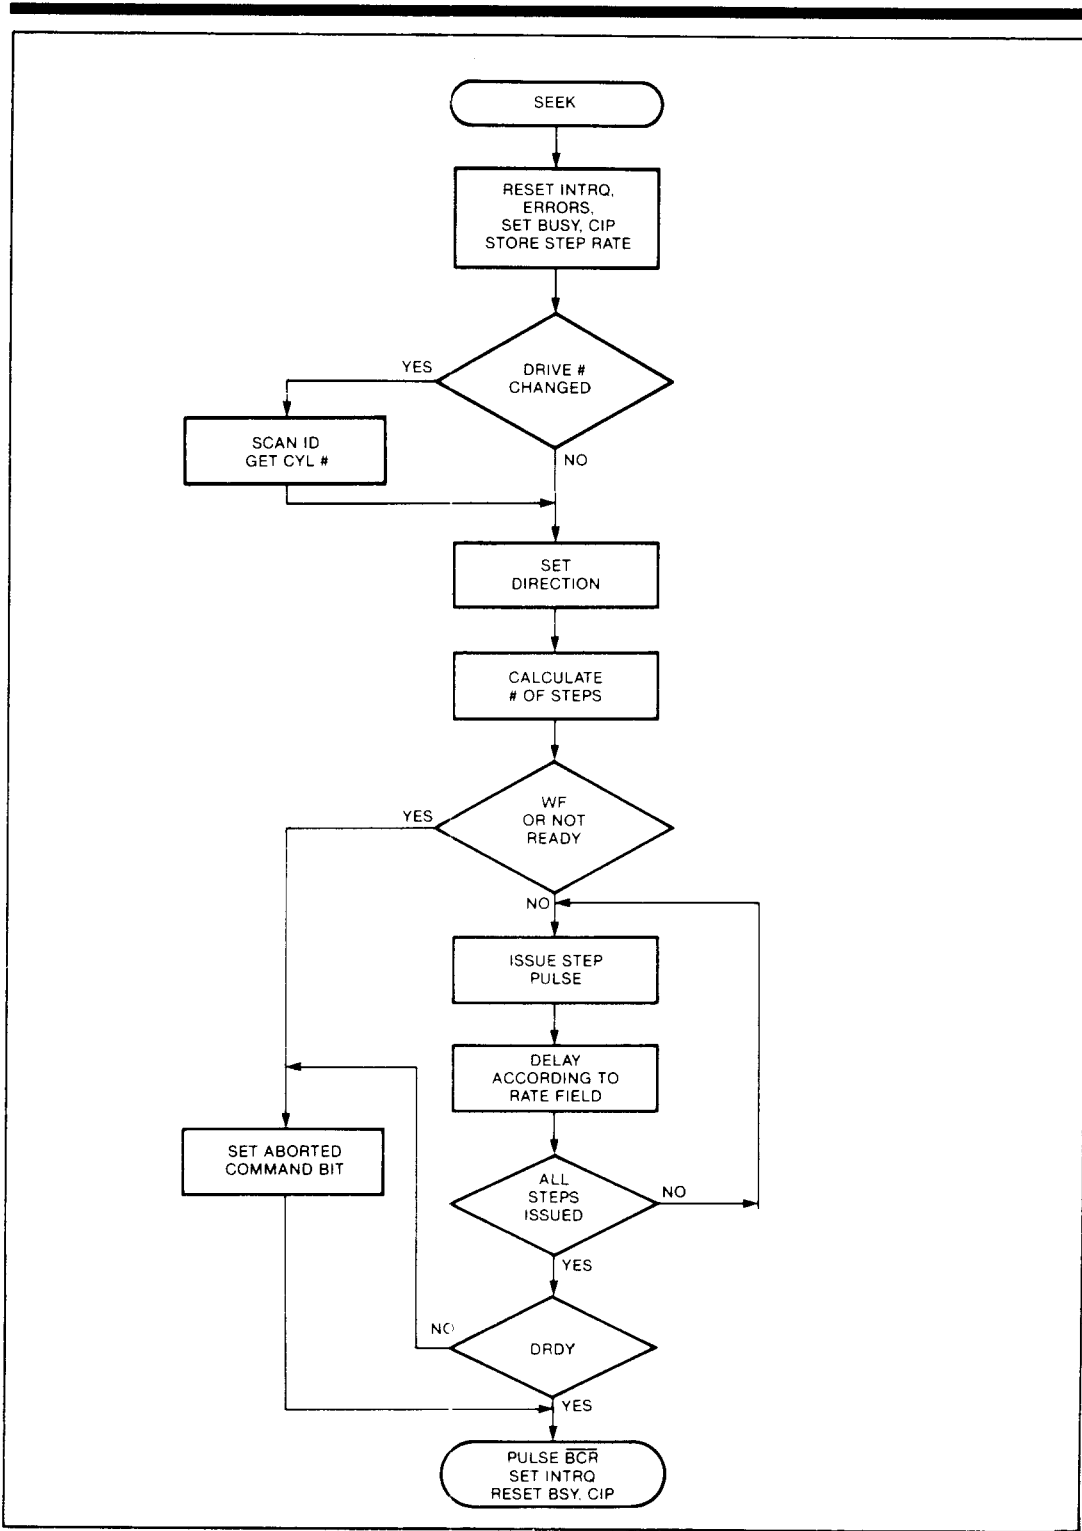 SEEK
RESET INTRQ,
ERRORS,
SET BUSY, CIP
STORE STEP RATE
YES
DRIVE #
CHANGED
SCAN ID
GET CYL #
NO
SET
DIRECTION
CALCULATE
# OF STEPS
YES
WF
OR NOT
READY
NO
ISSUE STEP
PULSE
DELAY
ACCORDING TO
RATE FIELD
SET ABORTED
COMMAND BIT
ALL
STEPS
ISSUED
NO
YES
NO
DRDY
YES
PULSE B̅C̅R̅
SET INTRQ
RESET BSY, CIP